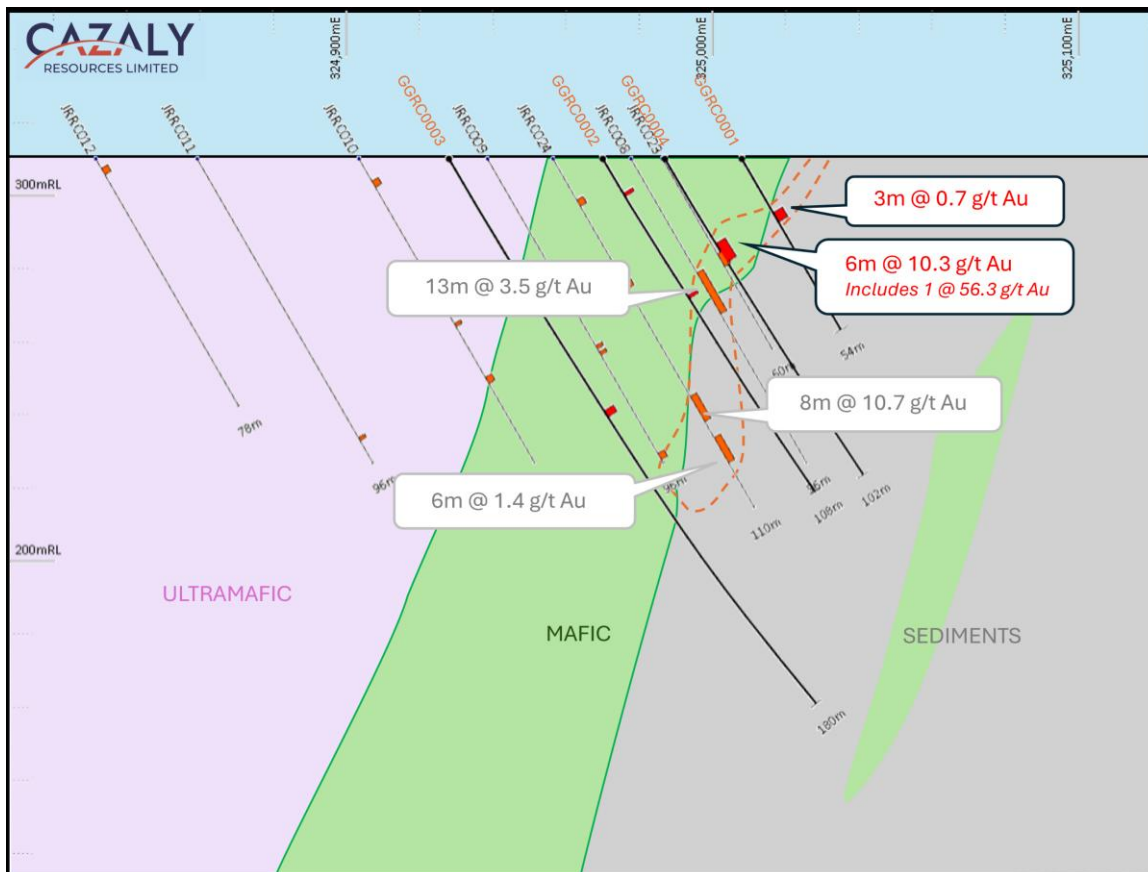 CAZALY
RESOURCES LIMITED
324,900mE
325,000mE
325,100mE
JRRC012
JRRC011
JRRC010
GGRC0003
JRRC009
JRRC024
GGRC0002
JRRC008
GGRC0004
JRRC023
GGRC0001
300mRL
3m @ 0.7 g/t Au
6m @ 10.3 g/t Au
Includes 1 @ 56.3 g/t Au
13m @ 3.5 g/t Au
54m
60m
8m @ 10.7 g/t Au
78m
96m
6m @ 1.4 g/t Au
96m
110m
108m
102m
200mRL
ULTRAMAFIC
MAFIC
SEDIMENTS
180m